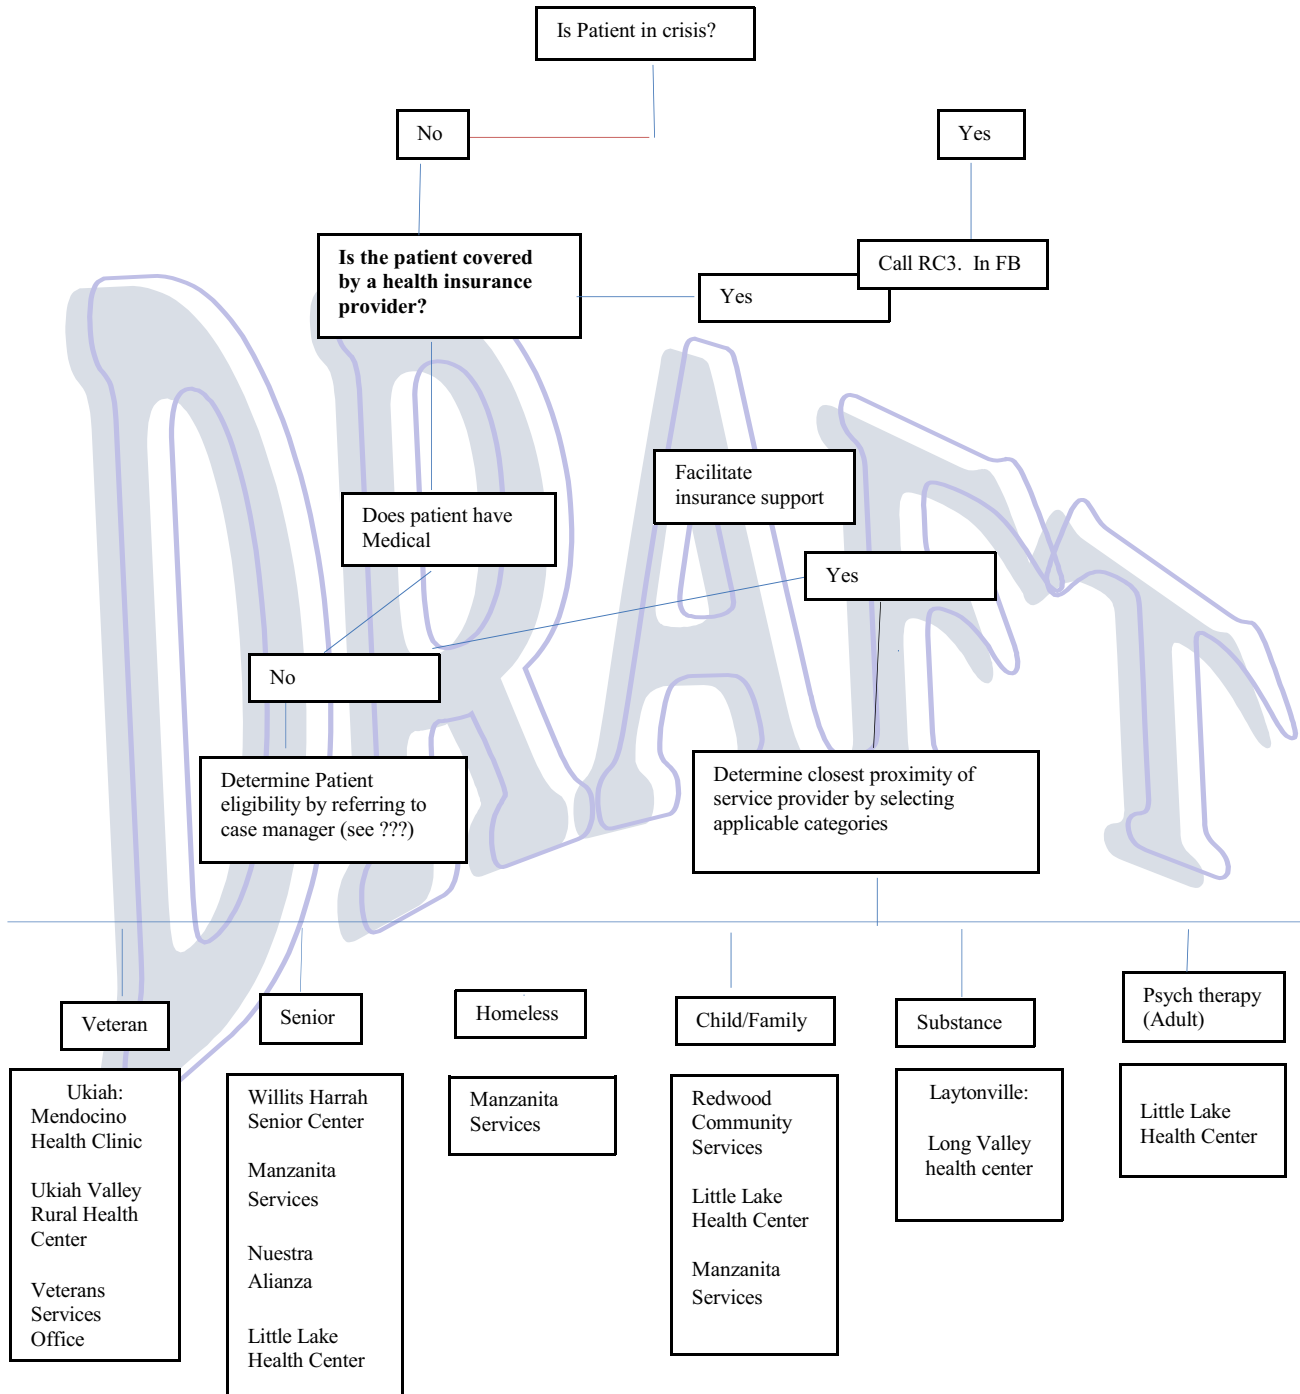 Is Patient in crisis?
No
Yes
Is the patient covered
by a health insurance
provider?
Call RC3.  In FB
Yes
Facilitate
insurance support
Does patient have
Medical
Yes
No
Determine Patient
eligibility by referring to
case manager (see ???)
Determine closest proximity of
service provider by selecting
applicable categories
DRAFT
Veteran
Senior
Homeless
Child/Family
Substance
Psych therapy
(Adult)
Ukiah:
Mendocino
Health Clinic
Ukiah Valley
Rural Health
Center
Veterans
Services
Office
Willits Harrah
Senior Center
Manzanita
Services
Nuestra
Alianza
Little Lake
Health Center
Manzanita
Services
Redwood
Community
Services
Little Lake
Health Center
Manzanita
Services
Laytonville:
Long Valley
health center
Little Lake
Health Center